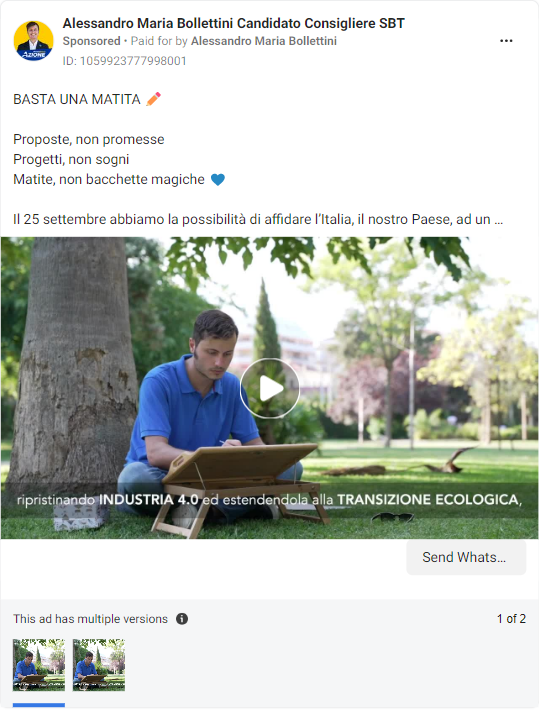 Alessandro Maria Bollettini Candidato Consigliere SBT
Sponsored • Paid for by Alessandro Maria Bollettini
ID: 1059923777998001
AZIONE
BASTA UNA MATITA
Proposte, non promesse
Progetti, non sogni
Matite, non bacchette magiche
Il 25 settembre abbiamo la possibilità di affidare l'Italia, il nostro Paese, ad un ...
ripristinando INDUSTRIA 4.0 ed estendendola alla TRANSIZIONE ECOLOGICA,
Send Whats...
This ad has multiple versions
1 of 2